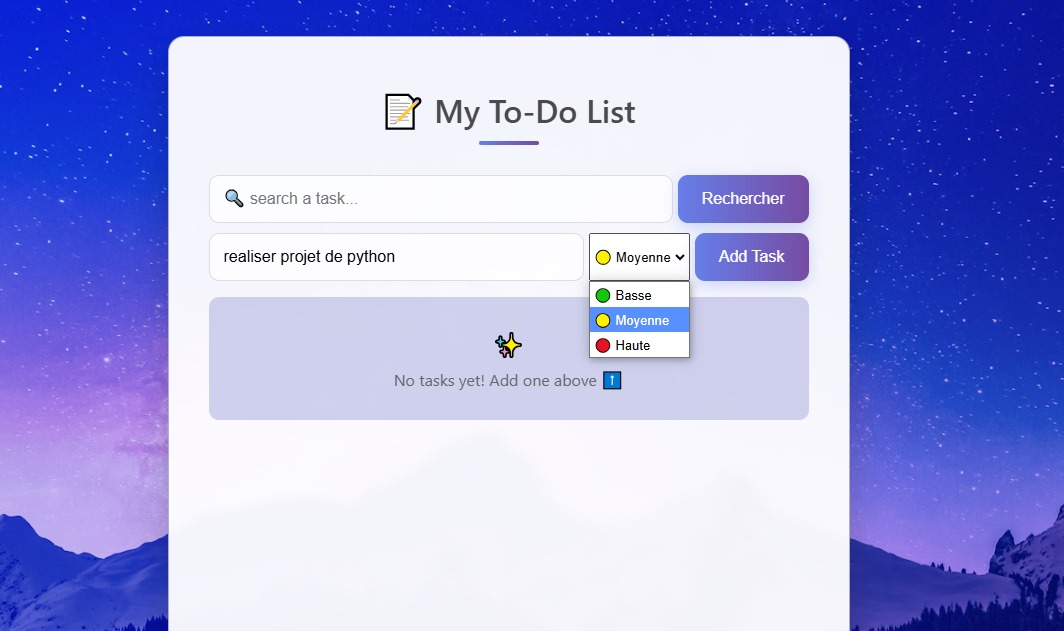 📝 My To-Do List
🔍 search a task...
Rechercher
realiser projet de python
🟡 Moyenne
Add Task
🟢 Basse
🟡 Moyenne
🔴 Haute
✨
No tasks yet! Add one above ⬆️